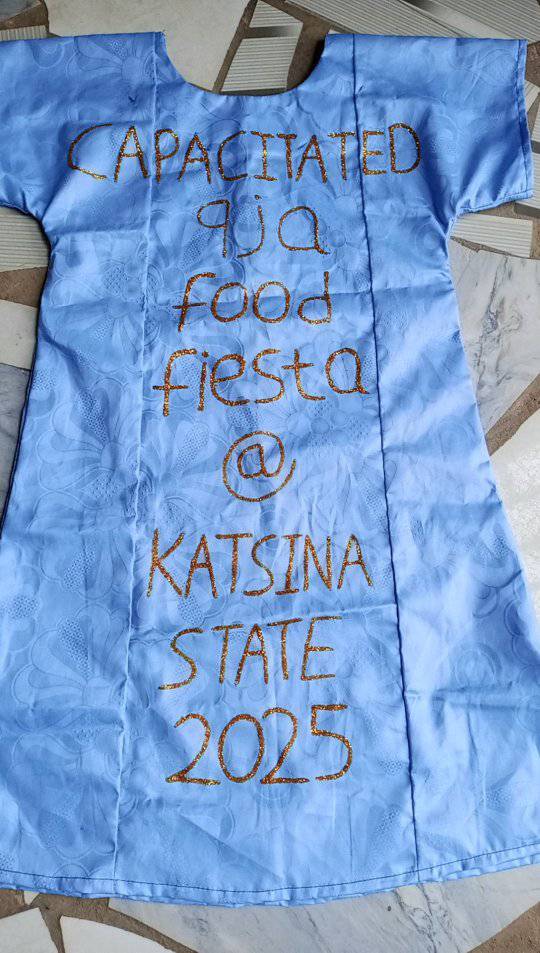 CAPACITATED
9ja
food
fiesta
@
KATSINA
STATE
2025